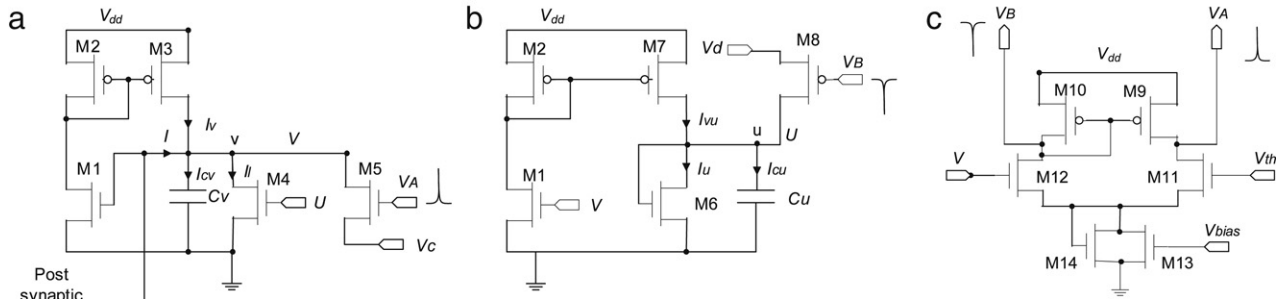 a
Vdd
M2
M3
Iv
I
v
V
M1
Icv
Il
M4
M5
VA
Cv
U
Vc
Post
synaptic
b
Vdd
M2
M7
Vd
M8
VB
Ivu
u
U
M1
Iu
Icu
V
M6
Cu
c
VB
VA
Vdd
M10
M9
V
Vth
M12
M11
Vbias
M14
M13